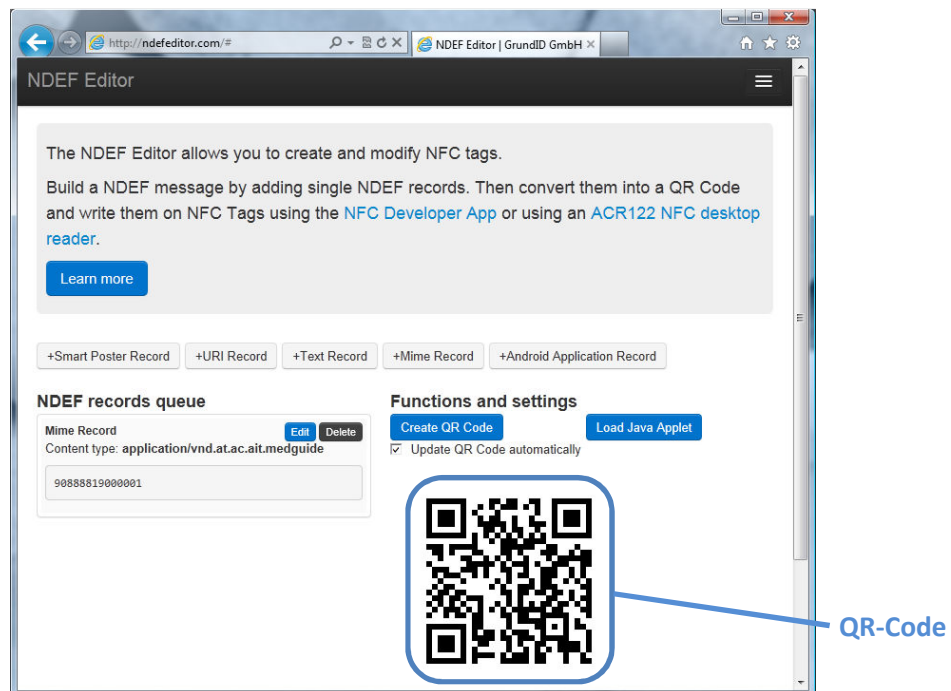 http://ndefeditor.com/#
NDEF Editor | GrundID GmbH
NDEF Editor
The NDEF Editor allows you to create and modify NFC tags.
Build a NDEF message by adding single NDEF records. Then convert them into a QR Code
and write them on NFC Tags using the NFC Developer App or using an ACR122 NFC desktop
reader.
Learn more
+Smart Poster Record +URI Record +Text Record +Mime Record +Android Application Record
NDEF records queue
Mime Record Edit Delete
Content type: application/vnd.at.ac.ait.medguide
90888819000001
Functions and settings
Create QR Code Load Java Applet
Update QR Code automatically
QR-Code